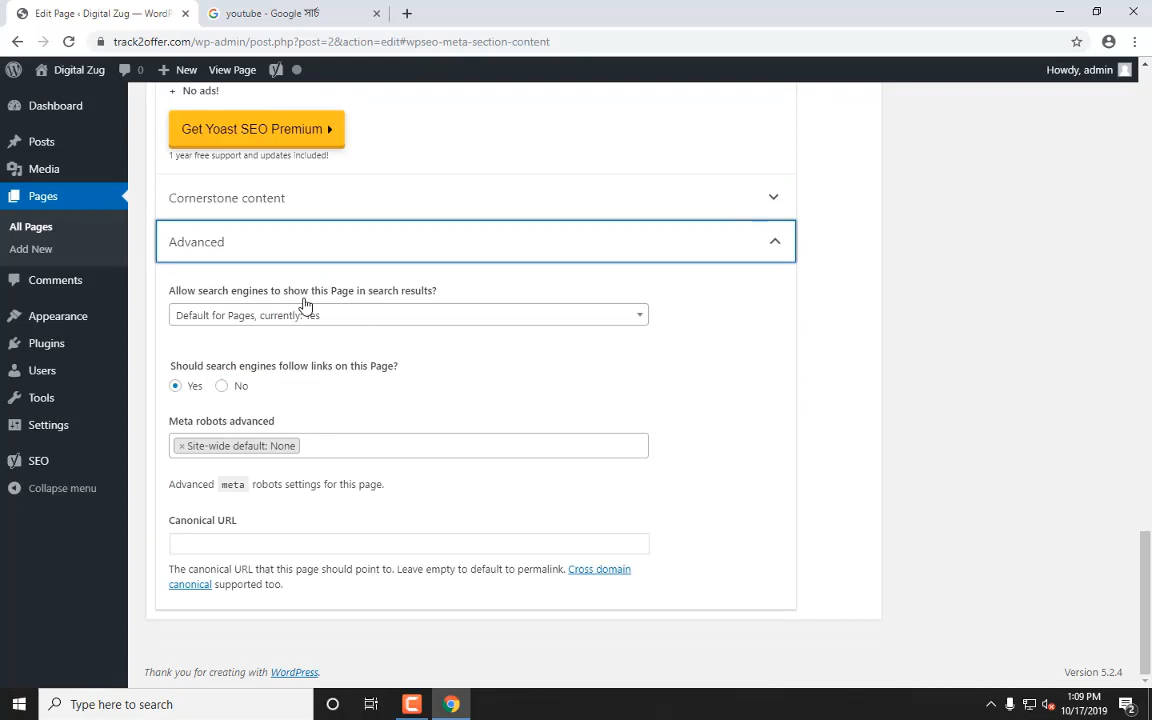 Edit Page ‹ Digital Zug — WordP
youtube - Google সার্চ
track2offer.com/wp-admin/post.php?post=2&action=edit#wpseo-meta-section-content
Digital Zug
0
New
View Page
Howdy, admin
Dashboard
Posts
Media
Pages
All Pages
Add New
Comments
Appearance
Plugins
Users
Tools
Settings
SEO
Collapse menu
+ No ads!
Get Yoast SEO Premium
1 year free support and updates included!
Cornerstone content
Advanced
Allow search engines to show this Page in search results?
Default for Pages, currently: Yes
Should search engines follow links on this Page?
Yes No
Meta robots advanced
× Site-wide default: None
Advanced meta robots settings for this page.
Canonical URL
The canonical URL that this page should point to. Leave empty to default to permalink. Cross domain
canonical supported too.
Thank you for creating with WordPress.
Version 5.2.4
Type here to search
1:09 PM
10/17/2019
2